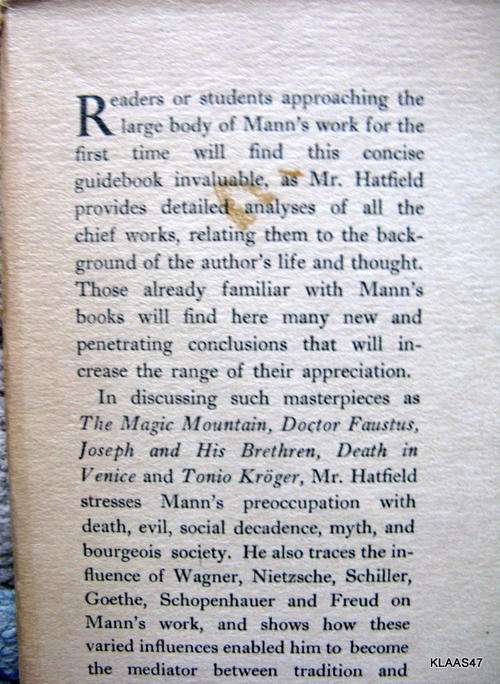 Readers or students approaching the
large body of Mann's work for the
first time will find this concise
guidebook invaluable, as Mr. Hatfield
provides detailed analyses of all the
chief works, relating them to the back-
ground of the author's life and thought.
Those already familiar with Mann's
books will find here many new and
penetrating conclusions that will in-
crease the range of their appreciation.
In discussing such masterpieces as
The Magic Mountain, Doctor Faustus,
Joseph and His Brethren, Death in
Venice and Tonio Kröger, Mr. Hatfield
stresses Mann's preoccupation with
death, evil, social decadence, myth, and
bourgeois society. He also traces the in-
fluence of Wagner, Nietzsche, Schiller,
Goethe, Schopenhauer and Freud on
Mann's work, and shows how these
varied influences enabled him to become
the mediator between tradition and
KLAAS47